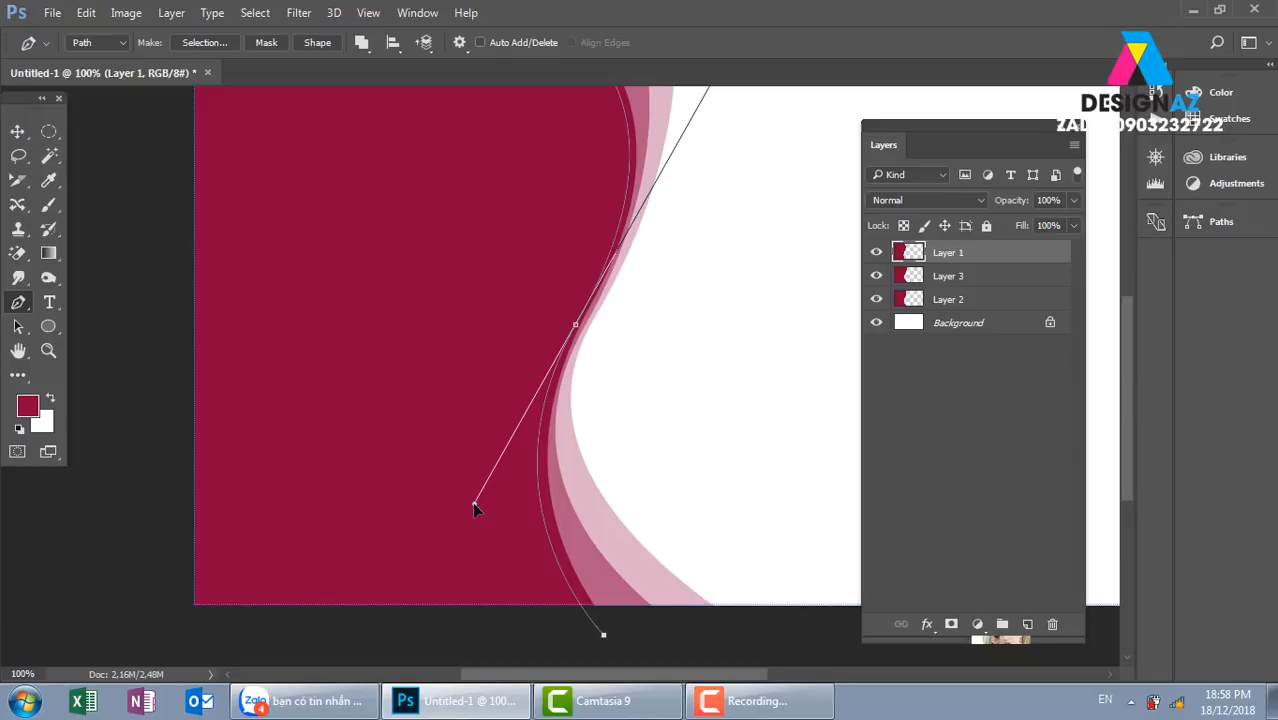 Ps File Edit Image Layer Type Select Filter 3D View Window Help
Path Make: Selection... Mask Shape Auto Add/Delete Align Edges
Untitled-1 @ 100% (Layer 1, RGB/8#) * ×
DESIGNAZ
0903232722
Color
Swatches
Libraries
Adjustments
Paths
Layers
Kind
Normal Opacity: 100%
Lock: Fill: 100%
Layer 1
Layer 3
Layer 2
Background
fx
100% Doc: 2,16M/2,48M
Zalo 4 bạn có tin nhắn ...
Ps Untitled-1 @ 100...
Camtasia 9
Recording...
EN
18:58 PM
18/12/2018